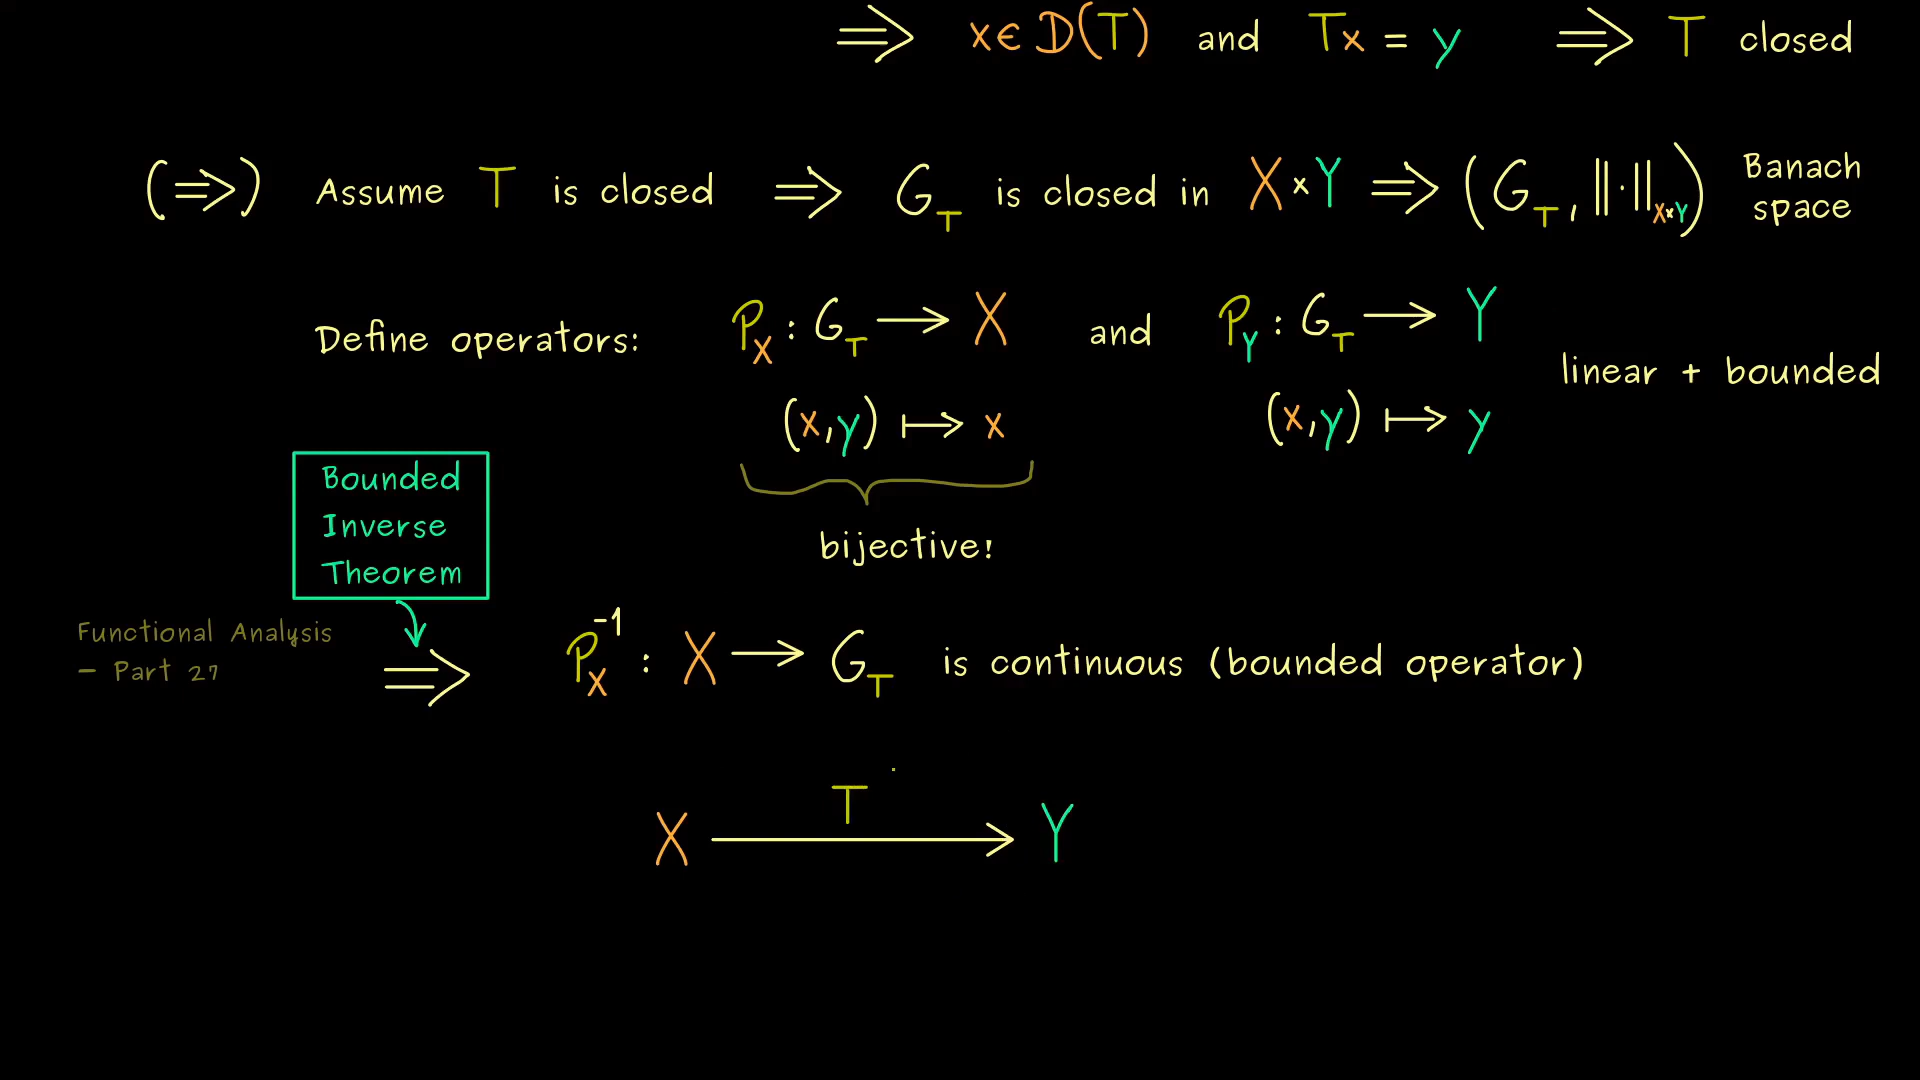 ⟹ x∈D(T) and Tx = y ⟹ T closed
(⇒) Assume T is closed ⟹ G_T is closed in X×Y ⟹ (G_T, ‖·‖_{X×Y}) Banach space
Define operators: P_X : G_T ⟶ X and P_Y : G_T ⟶ Y
linear + bounded
(x,y) ⟼ x (x,y) ⟼ y
bijective!
Bounded
Inverse
Theorem
Functional Analysis
– Part 27
⟹ P_X^{-1} : X ⟶ G_T is continuous (bounded operator)
T
X ⟶ Y